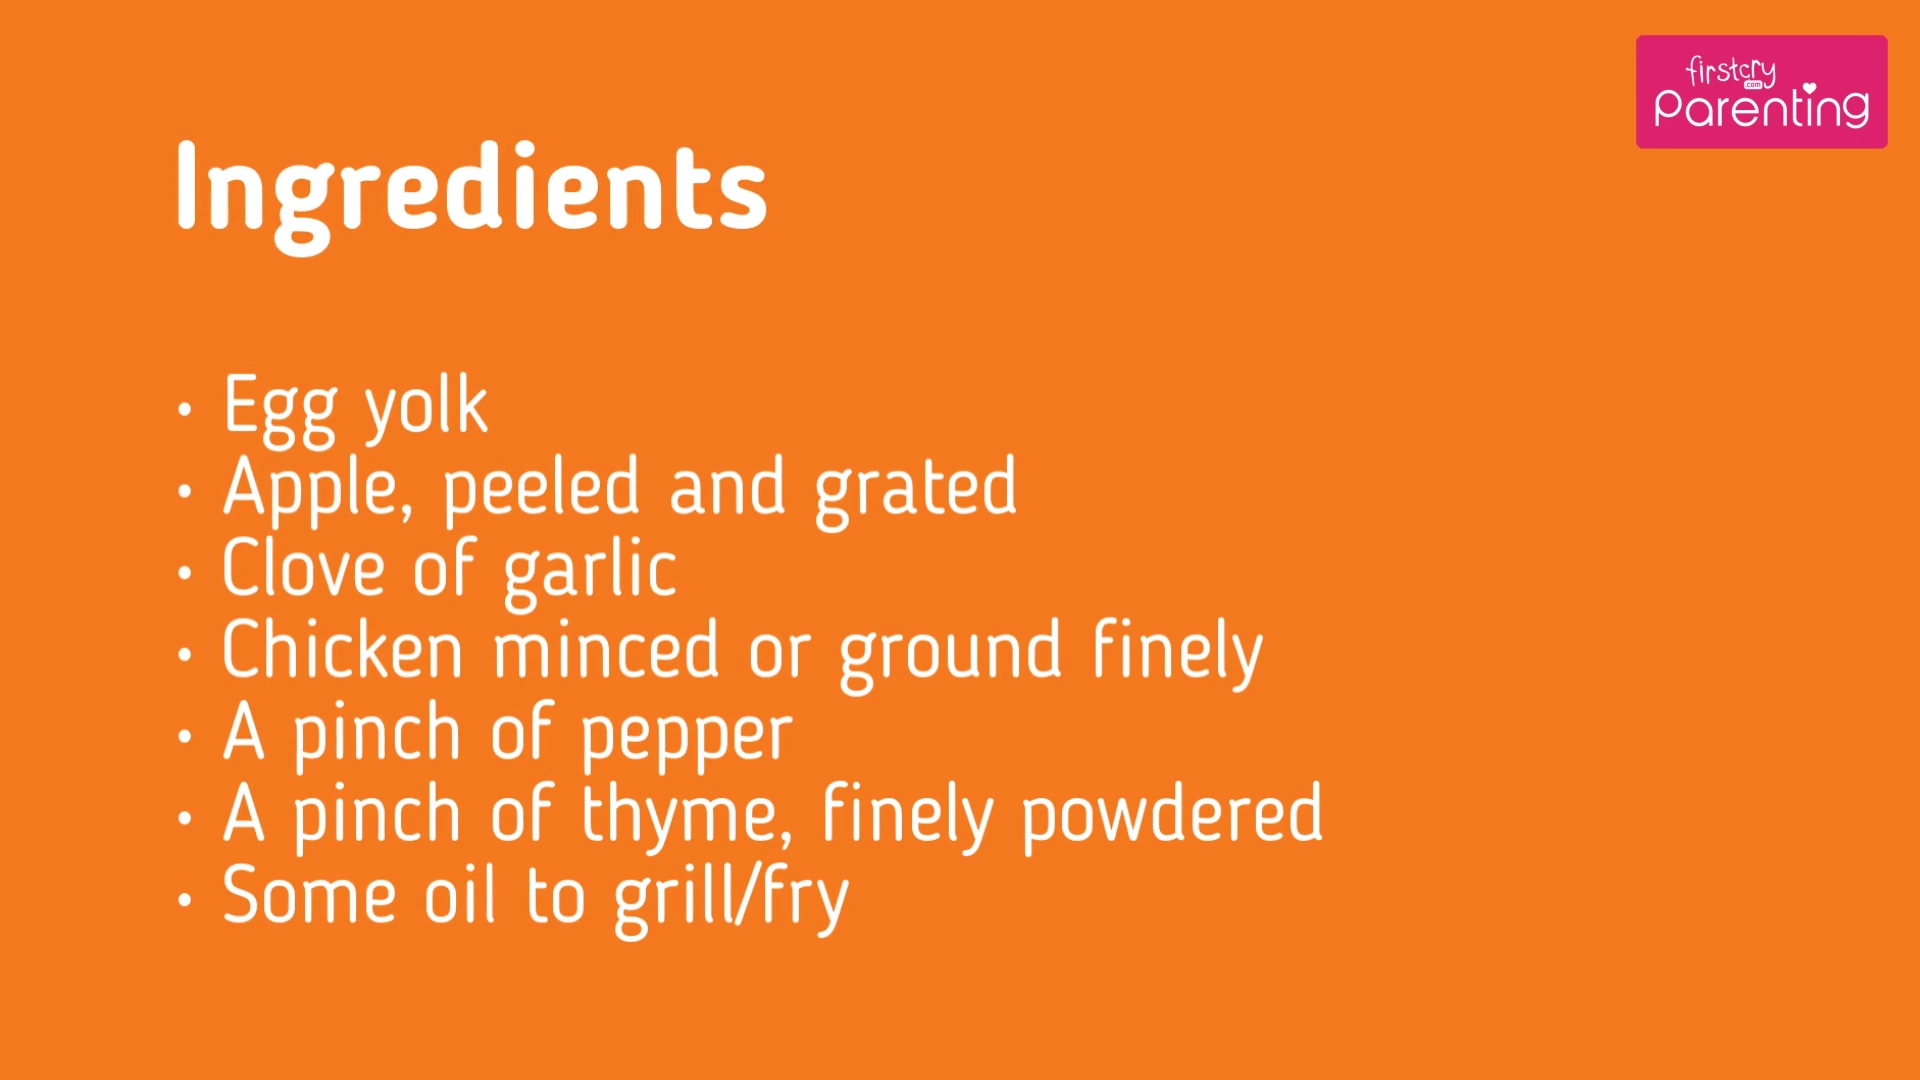 firstcry
.com
Parenting
Ingredients
• Egg yolk
• Apple, peeled and grated
• Clove of garlic
• Chicken minced or ground finely
• A pinch of pepper
• A pinch of thyme, finely powdered
• Some oil to grill/fry